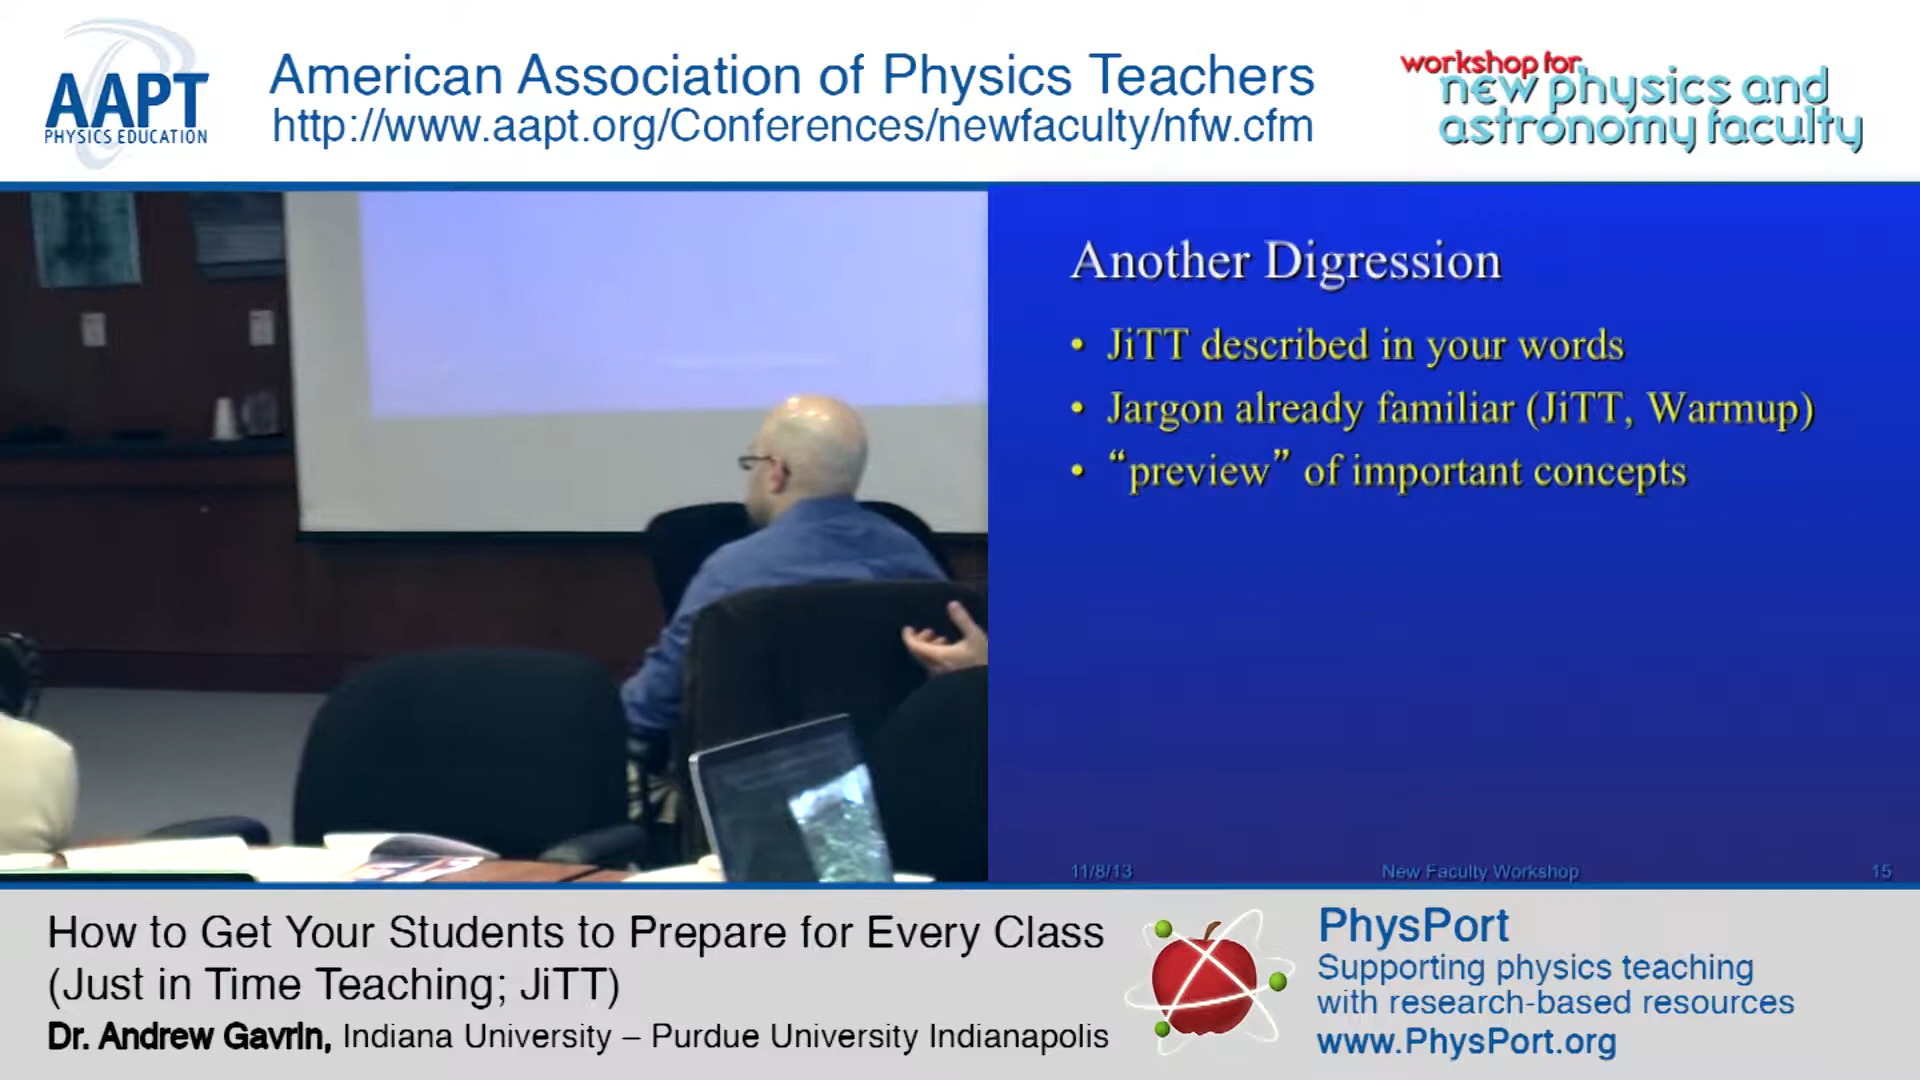 AAPT
PHYSICS EDUCATION
American Association of Physics Teachers
http://www.aapt.org/Conferences/newfaculty/nfw.cfm
workshop for
new physics and
astronomy faculty
Another Digression
• JiTT described in your words
• Jargon already familiar (JiTT, Warmup)
• “preview” of important concepts
11/8/13
New Faculty Workshop
15
How to Get Your Students to Prepare for Every Class
(Just in Time Teaching; JiTT)
Dr. Andrew Gavrin, Indiana University – Purdue University Indianapolis
PhysPort
Supporting physics teaching
with research-based resources
www.PhysPort.org